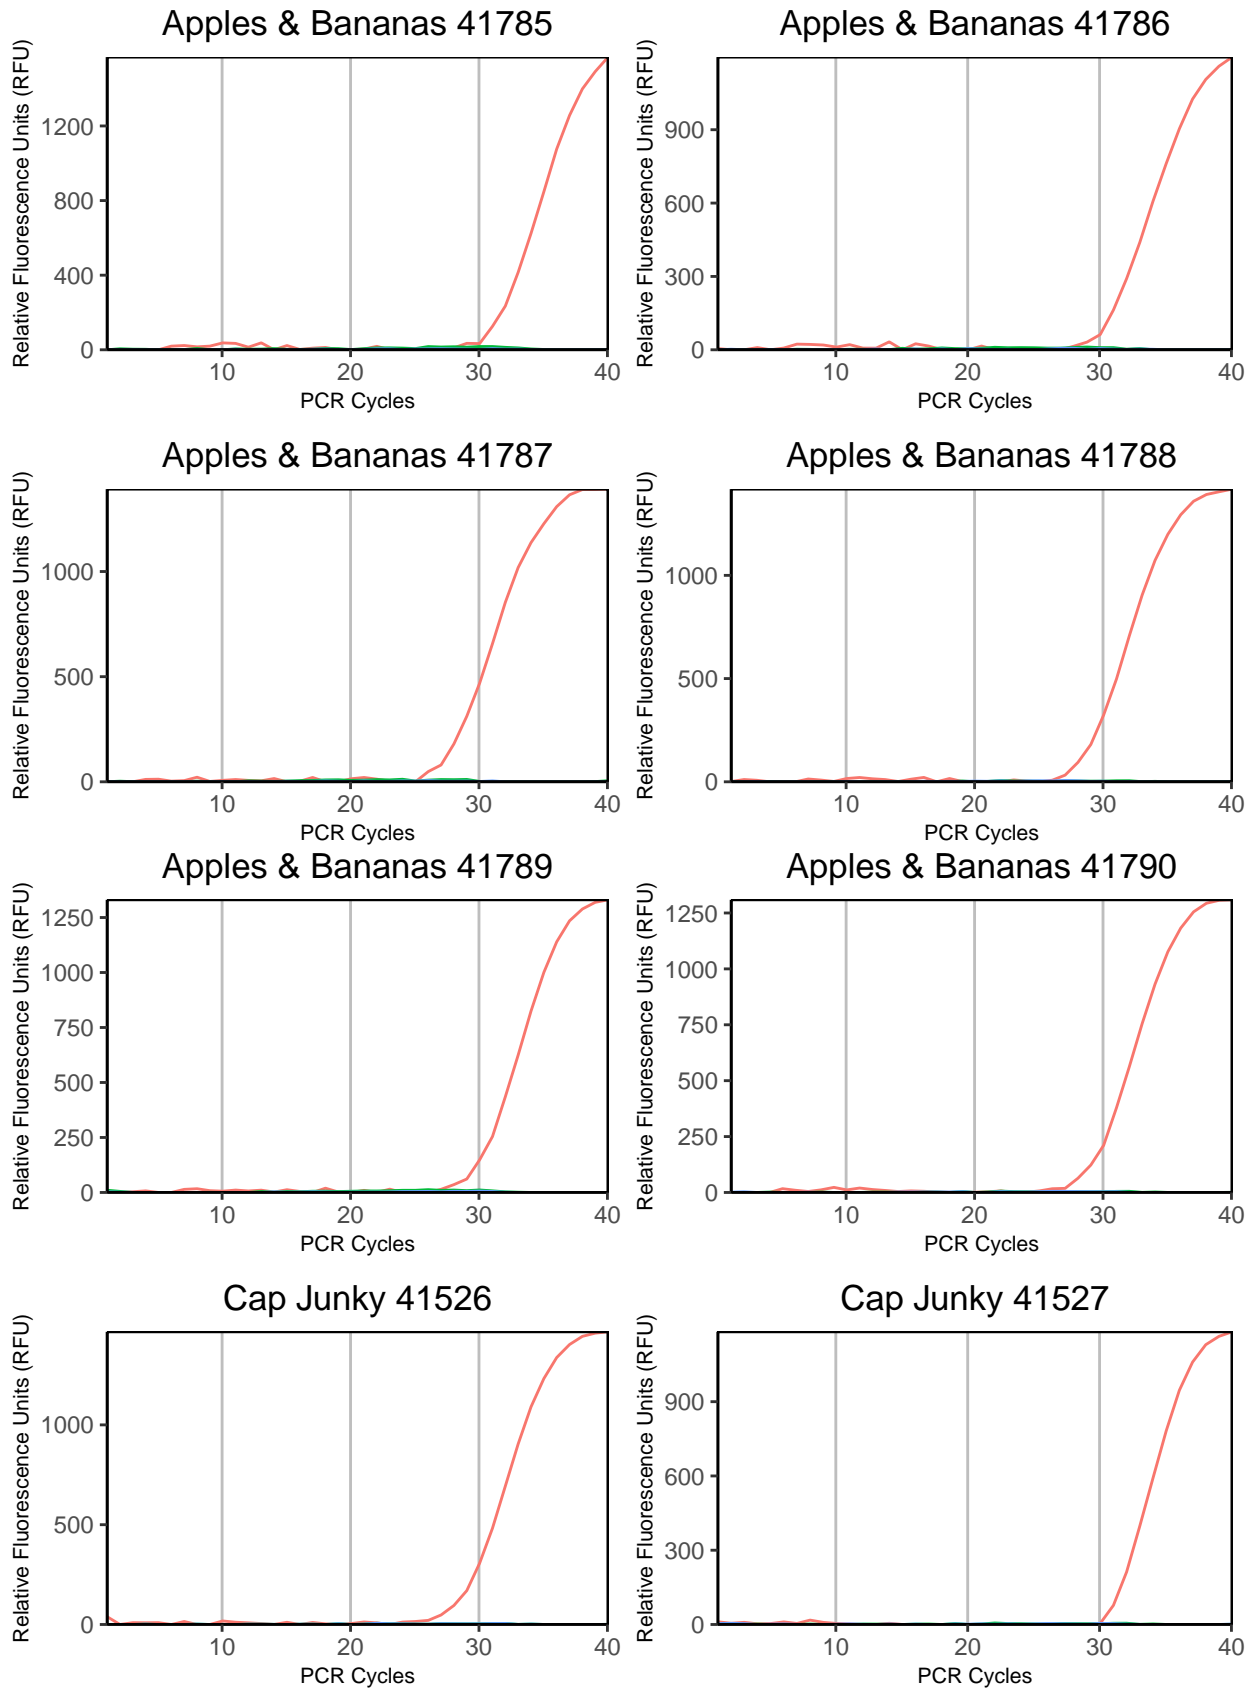 Apples & Bananas 41785
Relative Fluorescence Units (RFU)
1200
800
400
0
10 20 30 40
PCR Cycles
Apples & Bananas 41786
Relative Fluorescence Units (RFU)
900
600
300
0
10 20 30 40
PCR Cycles
Apples & Bananas 41787
Relative Fluorescence Units (RFU)
1000
500
0
10 20 30 40
PCR Cycles
Apples & Bananas 41788
Relative Fluorescence Units (RFU)
1000
500
0
10 20 30 40
PCR Cycles
Apples & Bananas 41789
Relative Fluorescence Units (RFU)
1250
1000
750
500
250
0
10 20 30 40
PCR Cycles
Apples & Bananas 41790
Relative Fluorescence Units (RFU)
1250
1000
750
500
250
0
10 20 30 40
PCR Cycles
Cap Junky 41526
Relative Fluorescence Units (RFU)
1000
500
0
10 20 30 40
PCR Cycles
Cap Junky 41527
Relative Fluorescence Units (RFU)
900
600
300
0
10 20 30 40
PCR Cycles